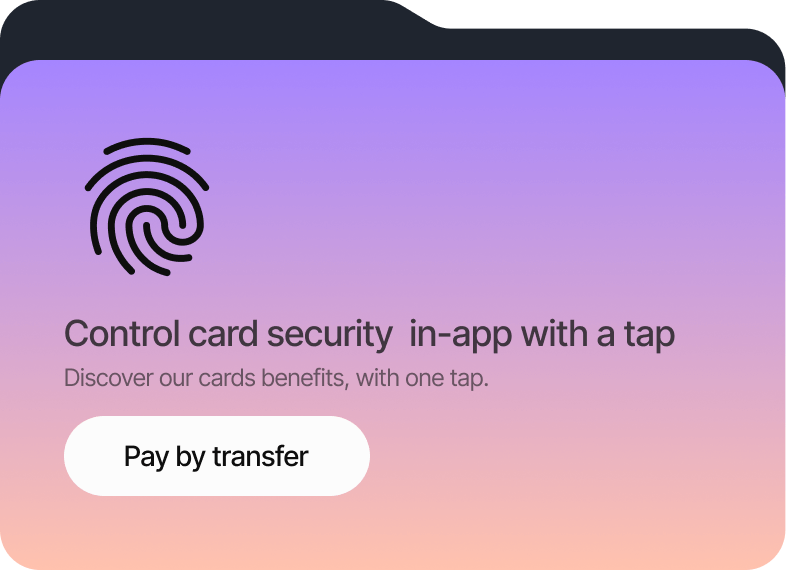 Control card security  in-app with a tap
Discover our cards benefits, with one tap.
Pay by transfer